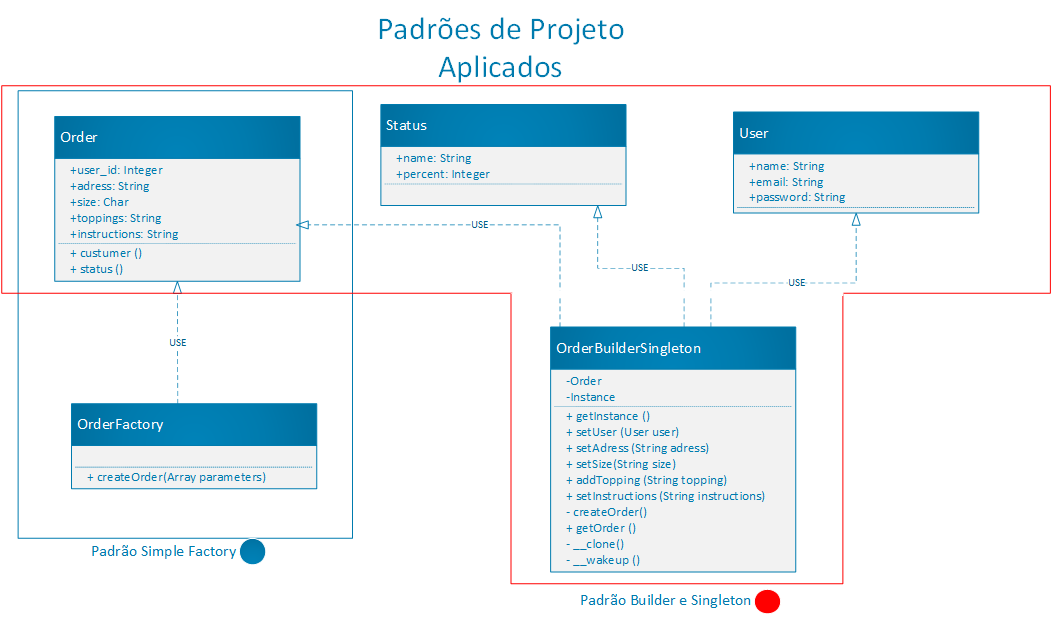 Padrões de Projeto
Aplicados
Order
+user_id: Integer
+adress: String
+size: Char
+toppings: String
+instructions: String
+ custumer ()
+ status ()
Status
+name: String
+percent: Integer
User
+name: String
+email: String
+password: String
USE
USE
USE
USE
OrderFactory
+ createOrder(Array parameters)
OrderBuilderSingleton
-Order
-Instance
+ getInstance ()
+ setUser (User user)
+ setAdress (String adress)
+ setSize(String size)
+ addTopping (String topping)
+ setInstructions (String instructions)
- createOrder()
+ getOrder ()
- __clone()
- __wakeup ()
Padrão Simple Factory
Padrão Builder e Singleton